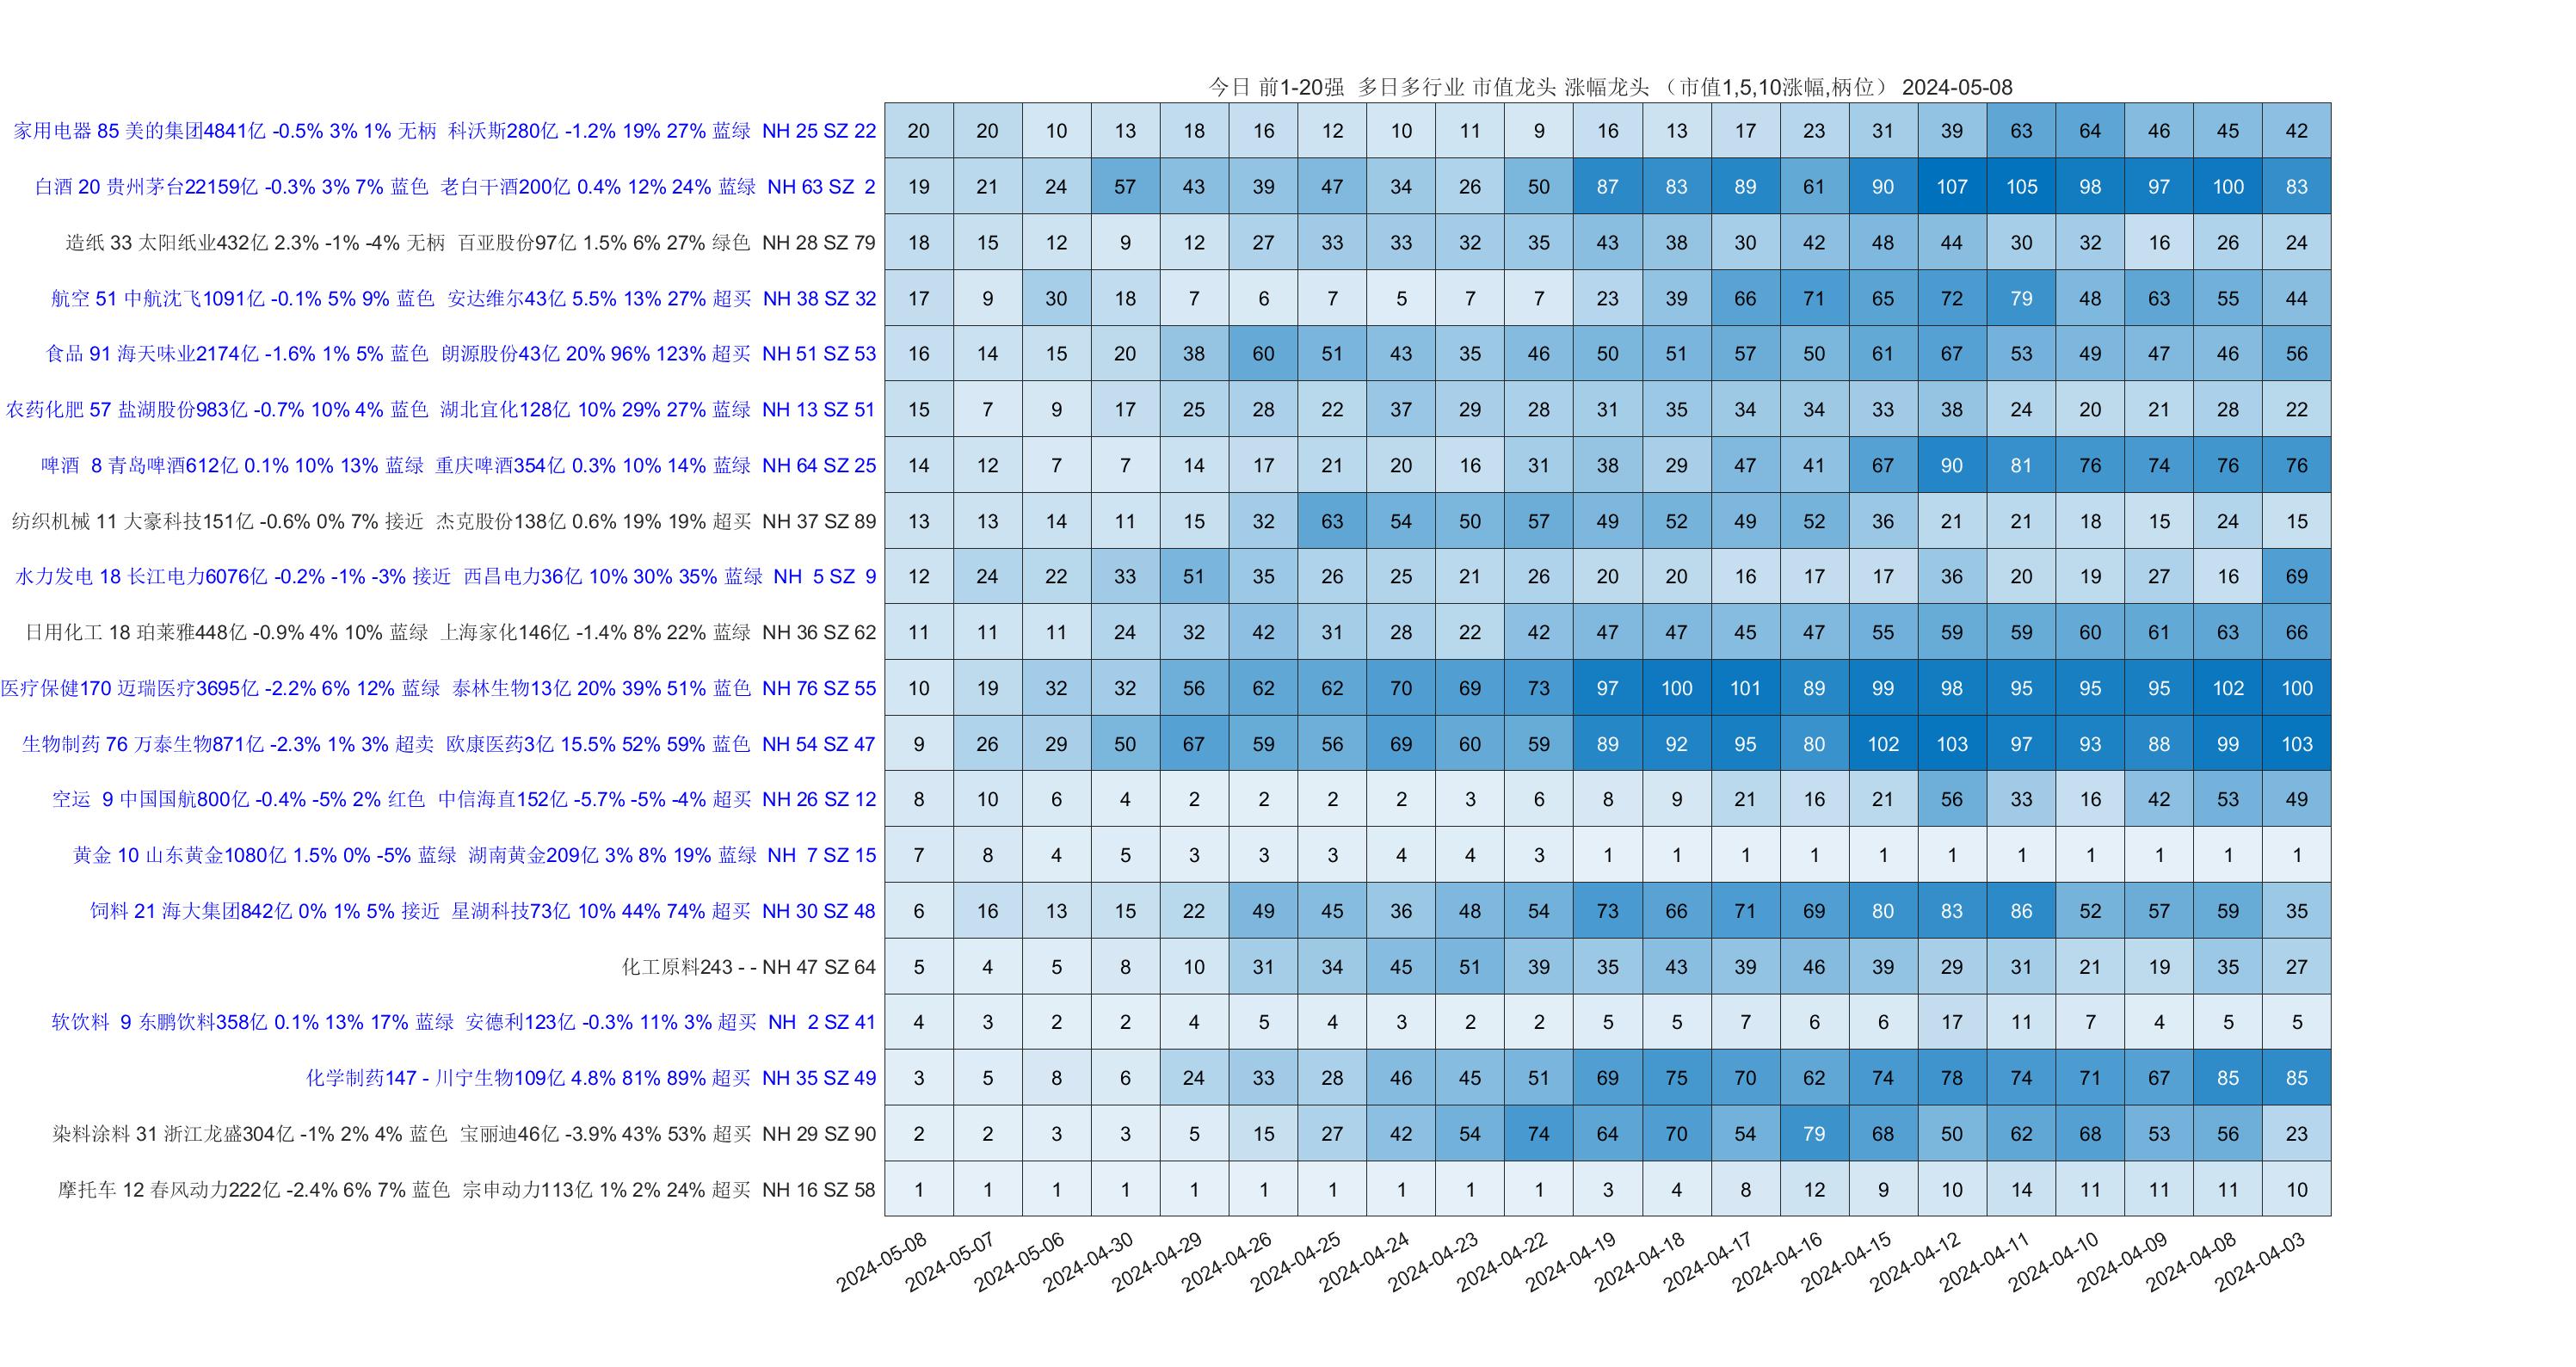 今日 前1-20强 多日多行业 市值龙头 涨幅龙头 （市值1,5,10涨幅,柄位） 2024-05-08
家用电器 85 美的集团4841亿 -0.5% 3% 1% 无柄 科沃斯280亿 -1.2% 19% 27% 蓝绿 NH 25 SZ 22 20 20 10 13 18 16 12 10 11 9 16 13 17 23 31 39 63 64 46 45 42
白酒 20 贵州茅台22159亿 -0.3% 3% 7% 蓝色 老白干酒200亿 0.4% 12% 24% 蓝绿 NH 63 SZ 2 19 21 24 57 43 39 47 34 26 50 87 83 89 61 90 107 105 98 97 100 83
造纸 33 太阳纸业432亿 2.3% -1% -4% 无柄 百亚股份97亿 1.5% 6% 27% 绿色 NH 28 SZ 79 18 15 12 9 12 27 33 33 32 35 43 38 30 42 48 44 30 32 16 26 24
航空 51 中航沈飞1091亿 -0.1% 5% 9% 蓝色 安达维尔43亿 5.5% 13% 27% 超买 NH 38 SZ 32 17 9 30 18 7 6 7 5 7 7 23 39 66 71 65 72 79 48 63 55 44
食品 91 海天味业2174亿 -1.6% 1% 5% 蓝色 朗源股份43亿 20% 96% 123% 超买 NH 51 SZ 53 16 14 15 20 38 60 51 43 35 46 50 51 57 50 61 67 53 49 47 46 56
农药化肥 57 盐湖股份983亿 -0.7% 10% 4% 蓝色 湖北宜化128亿 10% 29% 27% 蓝绿 NH 13 SZ 51 15 7 9 17 25 28 22 37 29 28 31 35 34 34 33 38 24 20 21 28 22
啤酒 8 青岛啤酒612亿 0.1% 10% 13% 蓝绿 重庆啤酒354亿 0.3% 10% 14% 蓝绿 NH 64 SZ 25 14 12 7 7 14 17 21 20 16 31 38 29 47 41 67 90 81 76 74 76 76
纺织机械 11 大豪科技151亿 -0.6% 0% 7% 接近 杰克股份138亿 0.6% 19% 19% 超买 NH 37 SZ 89 13 13 14 11 15 32 63 54 50 57 49 52 49 52 36 21 21 18 15 24 15
水力发电 18 长江电力6076亿 -0.2% -1% -3% 接近 西昌电力36亿 10% 30% 35% 蓝绿 NH 5 SZ 9 12 24 22 33 51 35 26 25 21 26 20 20 16 17 17 36 20 19 27 16 69
日用化工 18 珀莱雅448亿 -0.9% 4% 10% 蓝绿 上海家化146亿 -1.4% 8% 22% 蓝绿 NH 36 SZ 62 11 11 11 24 32 42 31 28 22 42 47 47 45 47 55 59 59 60 61 63 66
医疗保健170 迈瑞医疗3695亿 -2.2% 6% 12% 蓝绿 泰林生物13亿 20% 39% 51% 蓝色 NH 76 SZ 55 10 19 32 32 56 62 62 70 69 73 97 100 101 89 99 98 95 95 95 102 100
生物制药 76 万泰生物871亿 -2.3% 1% 3% 超卖 欧康医药3亿 15.5% 52% 59% 蓝色 NH 54 SZ 47 9 26 29 50 67 59 56 69 60 59 89 92 95 80 102 103 97 93 88 99 103
空运 9 中国国航800亿 -0.4% -5% 2% 红色 中信海直152亿 -5.7% -5% -4% 超买 NH 26 SZ 12 8 10 6 4 2 2 2 2 3 6 8 9 21 16 21 56 33 16 42 53 49
黄金 10 山东黄金1080亿 1.5% 0% -5% 蓝绿 湖南黄金209亿 3% 8% 19% 蓝绿 NH 7 SZ 15 7 8 4 5 3 3 3 4 4 3 1 1 1 1 1 1 1 1 1 1 1
饲料 21 海大集团842亿 0% 1% 5% 接近 星湖科技73亿 10% 44% 74% 超买 NH 30 SZ 48 6 16 13 15 22 49 45 36 48 54 73 66 71 69 80 83 86 52 57 59 35
化工原料243 - - NH 47 SZ 64 5 4 5 8 10 31 34 45 51 39 35 43 39 46 39 29 31 21 19 35 27
软饮料 9 东鹏饮料358亿 0.1% 13% 17% 蓝绿 安德利123亿 -0.3% 11% 3% 超买 NH 2 SZ 41 4 3 2 2 4 5 4 3 2 2 5 5 7 6 6 17 11 7 4 5 5
化学制药147 - 川宁生物109亿 4.8% 81% 89% 超买 NH 35 SZ 49 3 5 8 6 24 33 28 46 45 51 69 75 70 62 74 78 74 71 67 85 85
染料涂料 31 浙江龙盛304亿 -1% 2% 4% 蓝色 宝丽迪46亿 -3.9% 43% 53% 超买 NH 29 SZ 90 2 2 3 3 5 15 27 42 54 74 64 70 54 79 68 50 62 68 53 56 23
摩托车 12 春风动力222亿 -2.4% 6% 7% 蓝色 宗申动力113亿 1% 2% 24% 超买 NH 16 SZ 58 1 1 1 1 1 1 1 1 1 1 3 4 8 12 9 10 14 11 11 11 10
2024-05-08 2024-05-07 2024-05-06 2024-04-30 2024-04-29 2024-04-26 2024-04-25 2024-04-24 2024-04-23 2024-04-22 2024-04-19 2024-04-18 2024-04-17 2024-04-16 2024-04-15 2024-04-12 2024-04-11 2024-04-10 2024-04-09 2024-04-08 2024-04-03